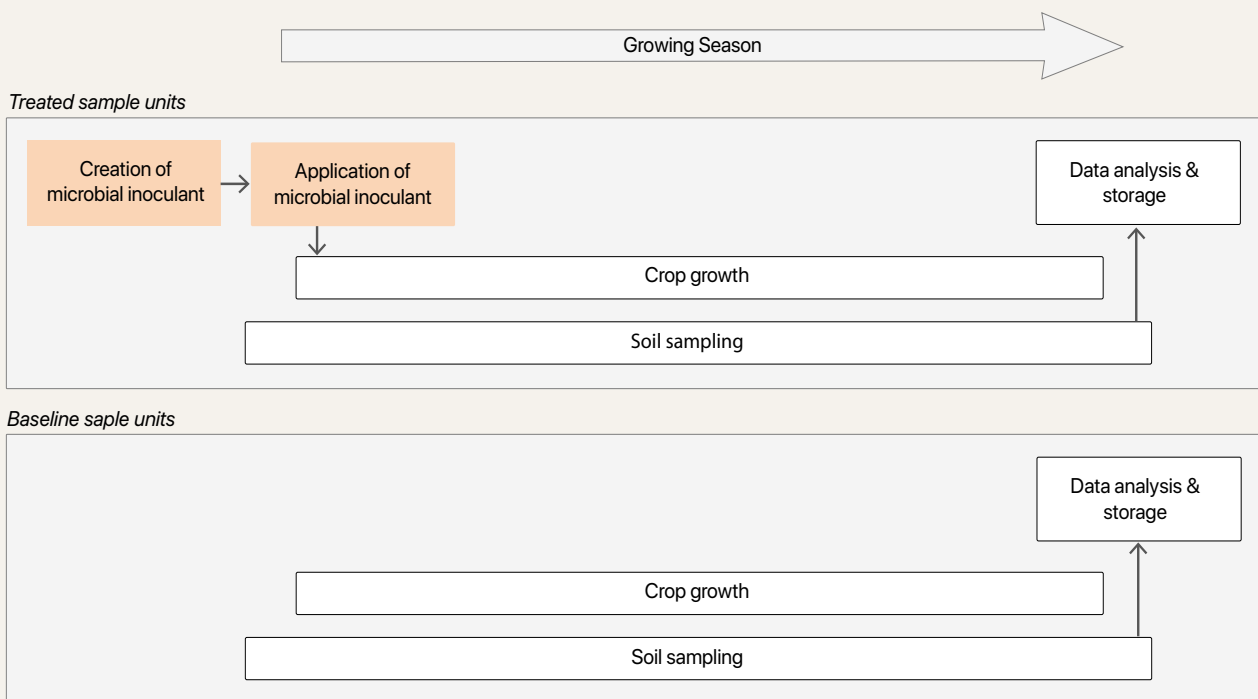 Growing Season
Treated sample units
Creation of
microbial inoculant
Application of
microbial inoculant
Data analysis &
storage
Crop growth
Soil sampling
Baseline saple units
Data analysis &
storage
Crop growth
Soil sampling